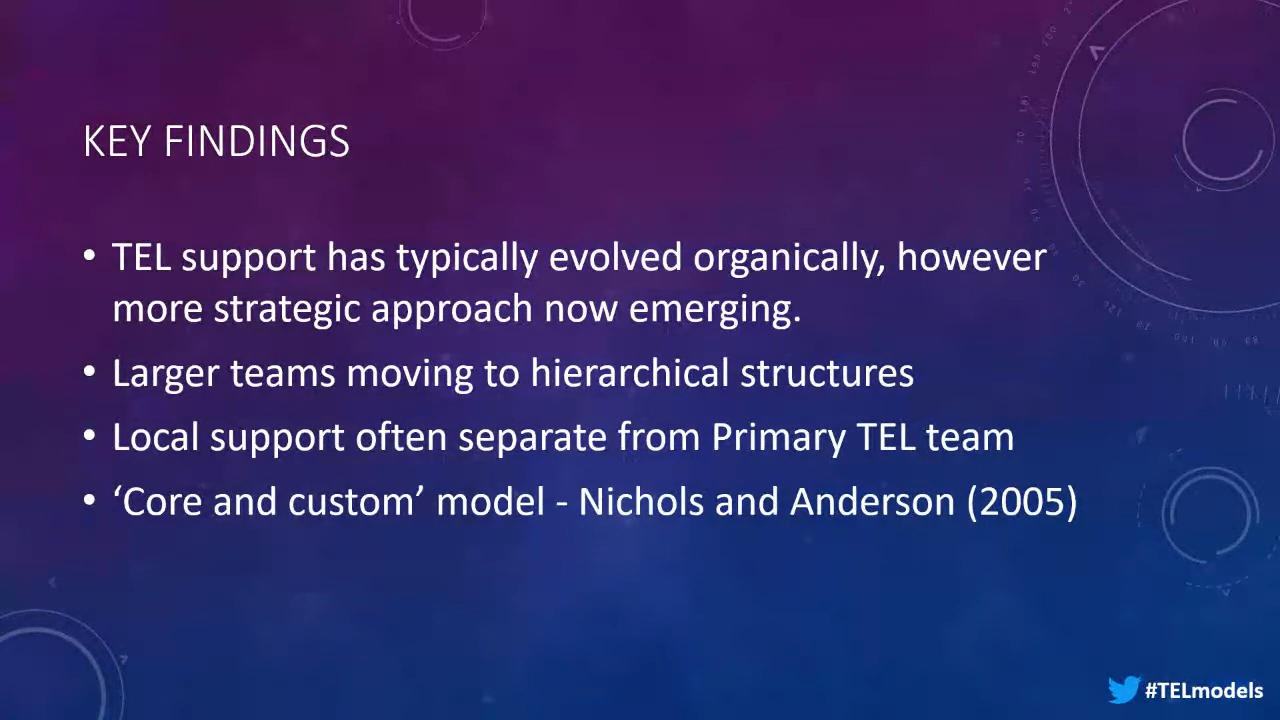 KEY FINDINGS
• TEL support has typically evolved organically, however
more strategic approach now emerging.
• Larger teams moving to hierarchical structures
• Local support often separate from Primary TEL team
• ‘Core and custom’ model - Nichols and Anderson (2005)
#TELmodels